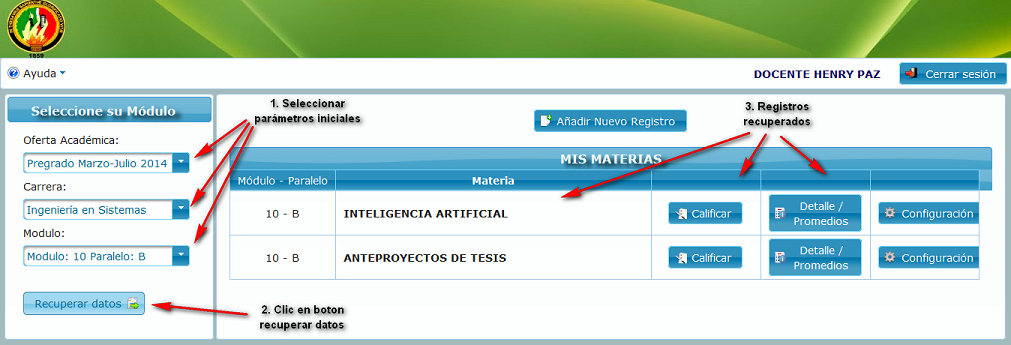 1859
Ayuda
DOCENTE HENRY PAZ
Cerrar sesión
Seleccione su Módulo
Oferta Académica:
Pregrado Marzo-Julio 2014
Carrera:
Ingeniería en Sistemas
Modulo:
Modulo: 10 Paralelo: B
Recuperar datos
1. Seleccionar
parámetros iniciales
2. Clic en boton
recuperar datos
3. Registros
recuperados
Añadir Nuevo Registro
MIS MATERIAS
Módulo - Paralelo Materia
10 - B INTELIGENCIA ARTIFICIAL Calificar Detalle / Promedios Configuración
10 - B ANTEPROYECTOS DE TESIS Calificar Detalle / Promedios Configuración